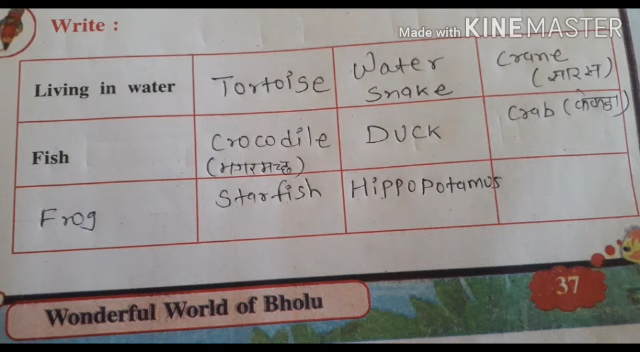 Made with KINEMASTER
Write :
Living in water Tortoise Water Snake Crane (सारस)
Fish Crocodile (मगरमच्छ) DUCK Crab (केकड़ा)
Frog Starfish HippoPotamus
37
Wonderful World of Bholu